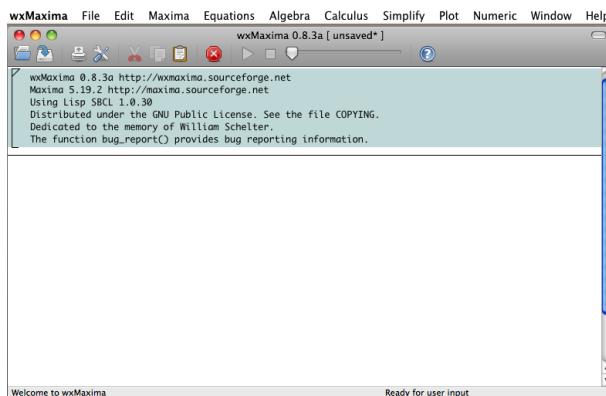 wxMaxima File Edit Maxima Equations Algebra Calculus Simplify Plot Numeric Window Help
wxMaxima 0.8.3a [ unsaved* ]
wxMaxima 0.8.3a http://wxmaxima.sourceforge.net
Maxima 5.19.2 http://maxima.sourceforge.net
Using Lisp SBCL 1.0.30
Distributed under the GNU Public License. See the file COPYING.
Dedicated to the memory of William Schelter.
The function bug_report() provides bug reporting information.
Welcome to wxMaxima Ready for user input